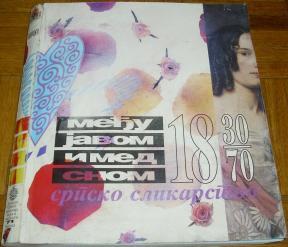 међу
јавом
и мед
сном
18 30/70
српско сликарство